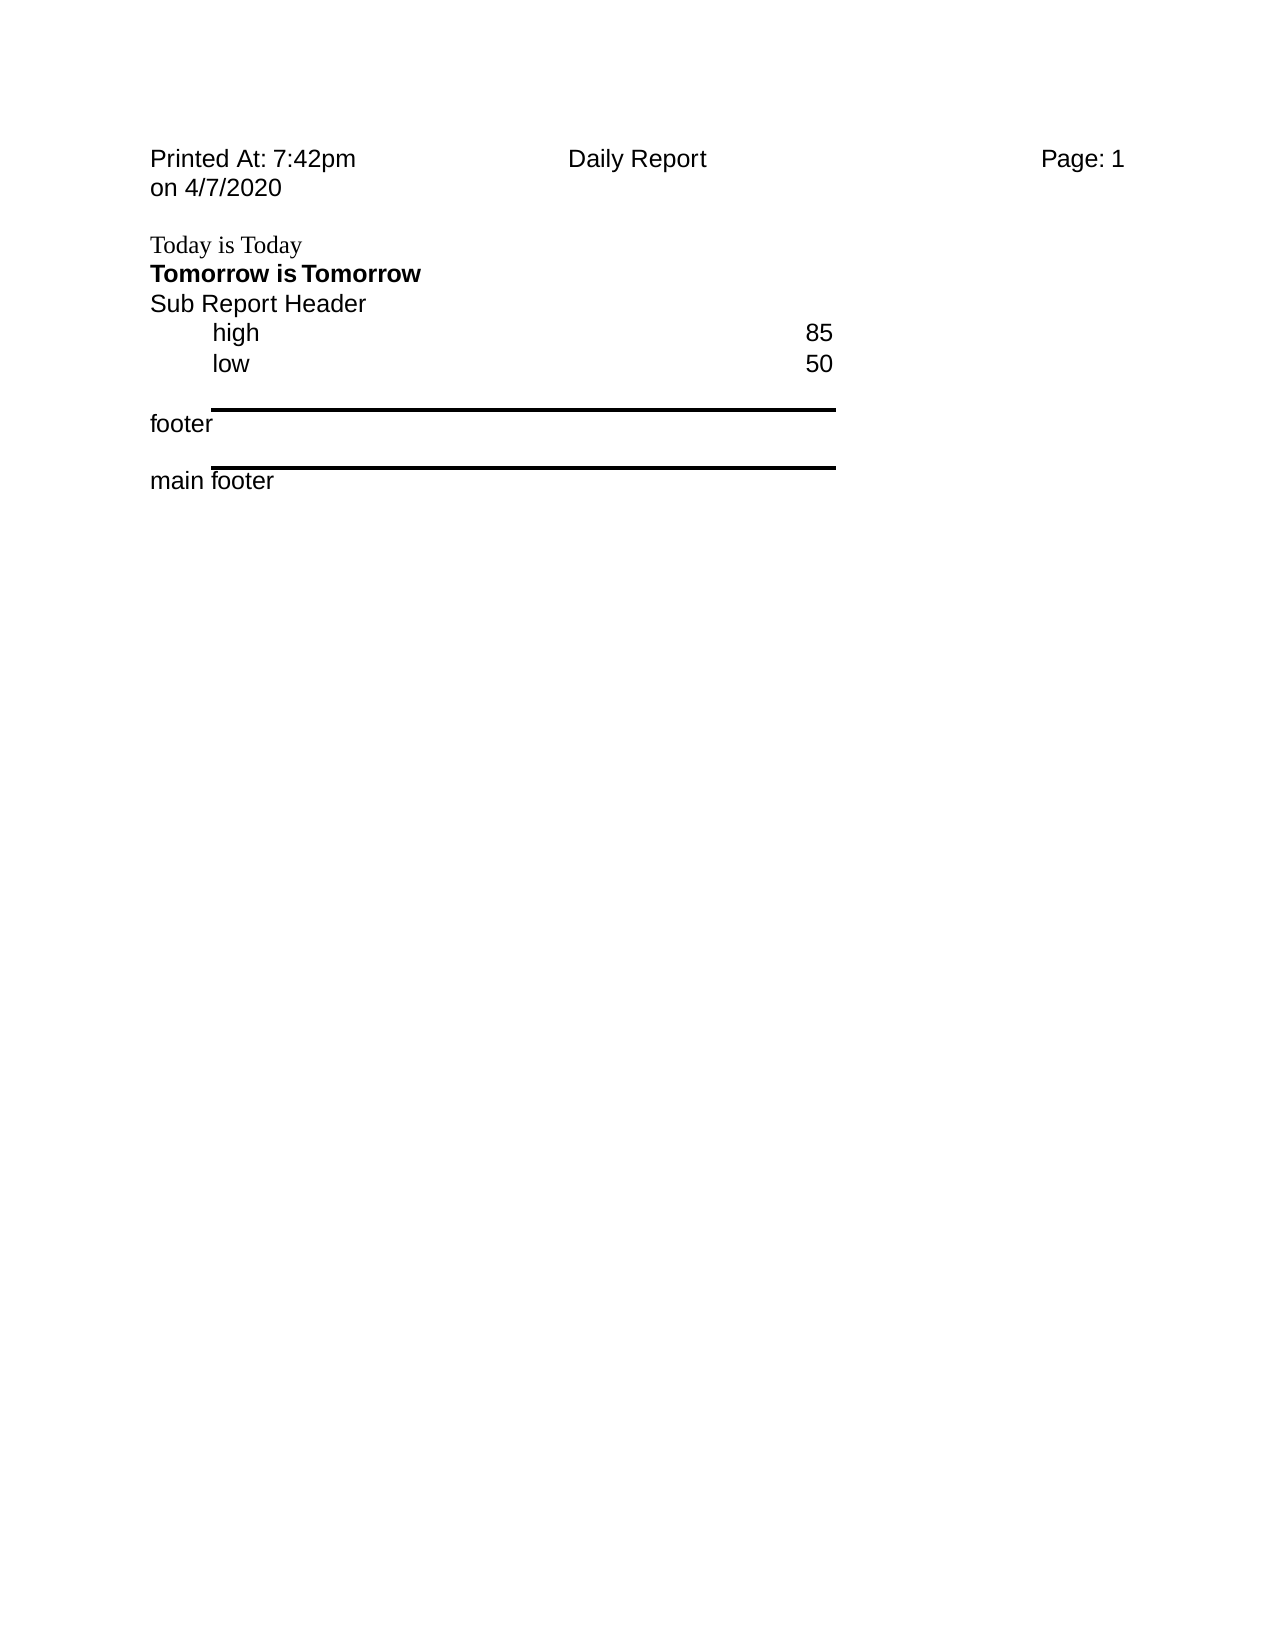 Printed At: 7:42pm Daily Report Page: 1
on 4/7/2020
Today is Today
Tomorrow is Tomorrow
Sub Report Header
high 85
low 50
footer
main footer